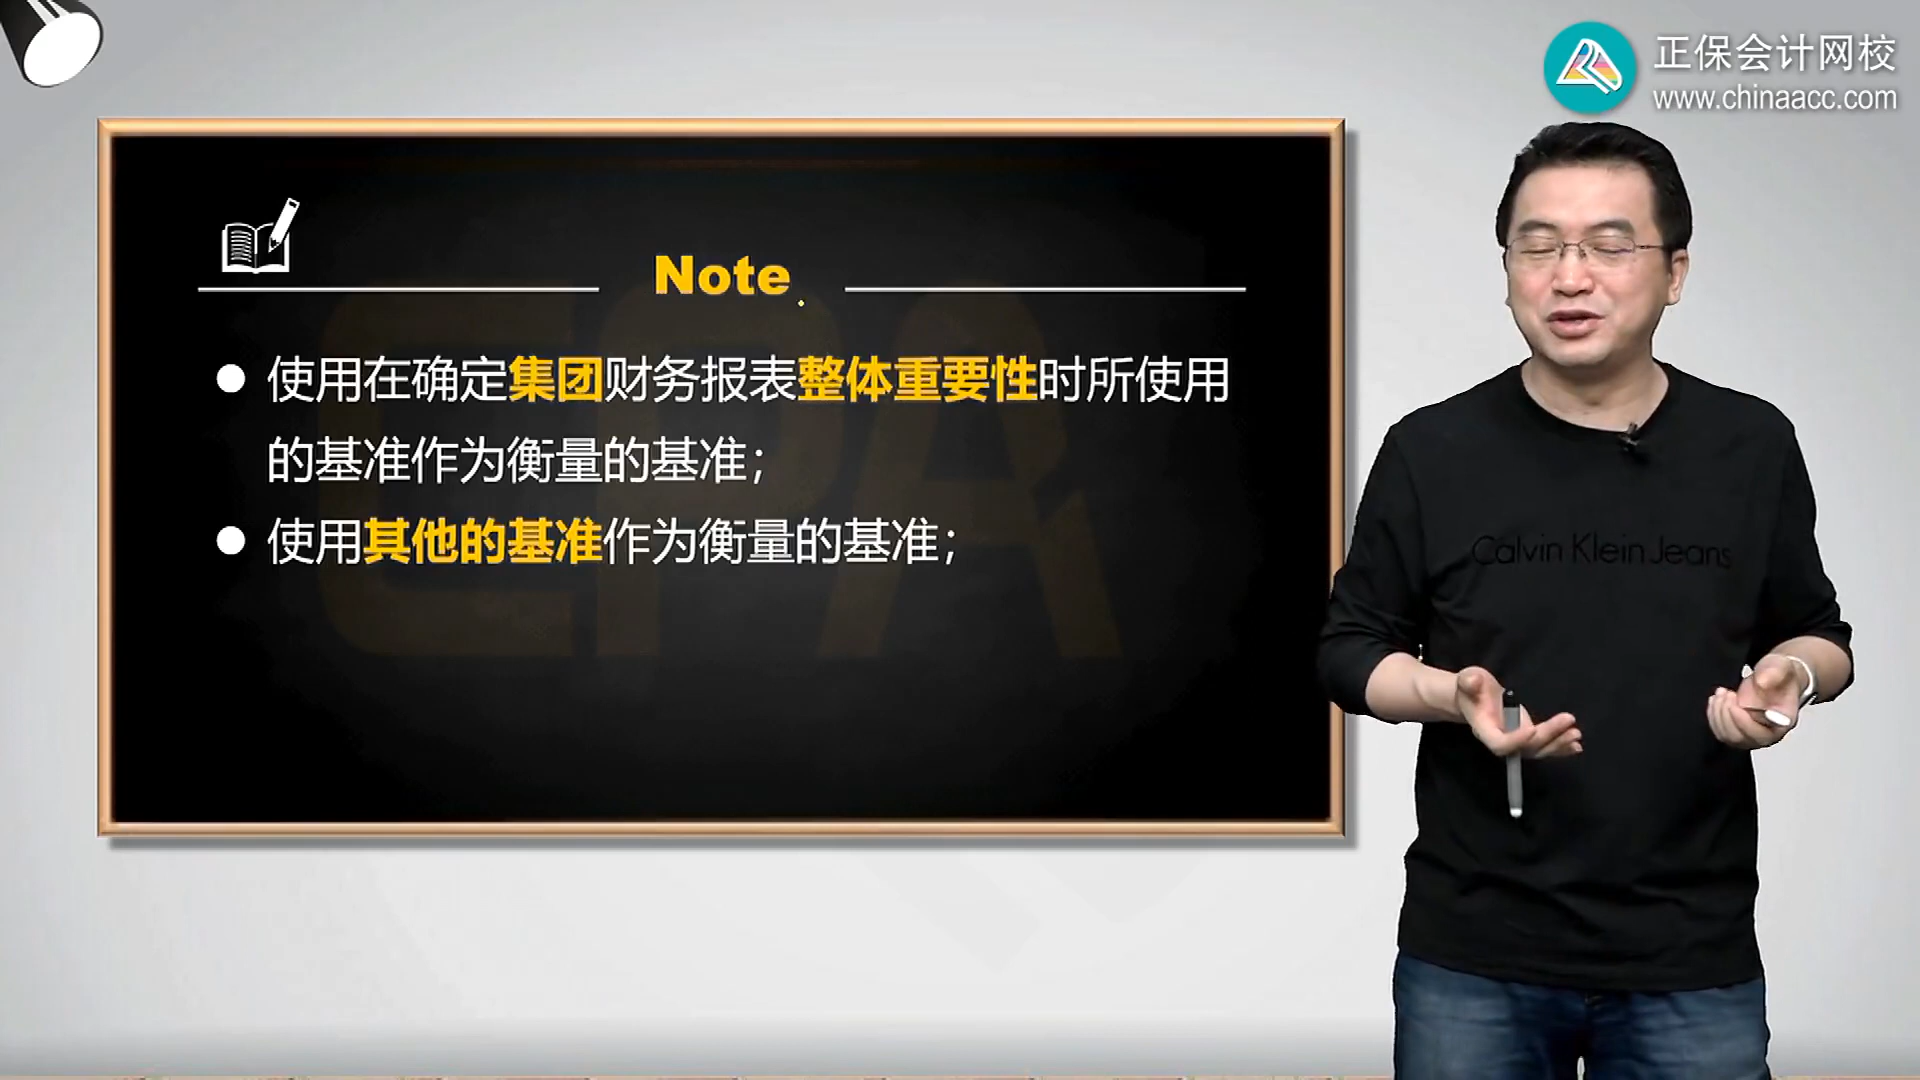 正保会计网校
www.chinaacc.com
Note
使用在确定集团财务报表整体重要性时所使用
的基准作为衡量的基准；
使用其他的基准作为衡量的基准；
CPA
Calvin Klein Jeans